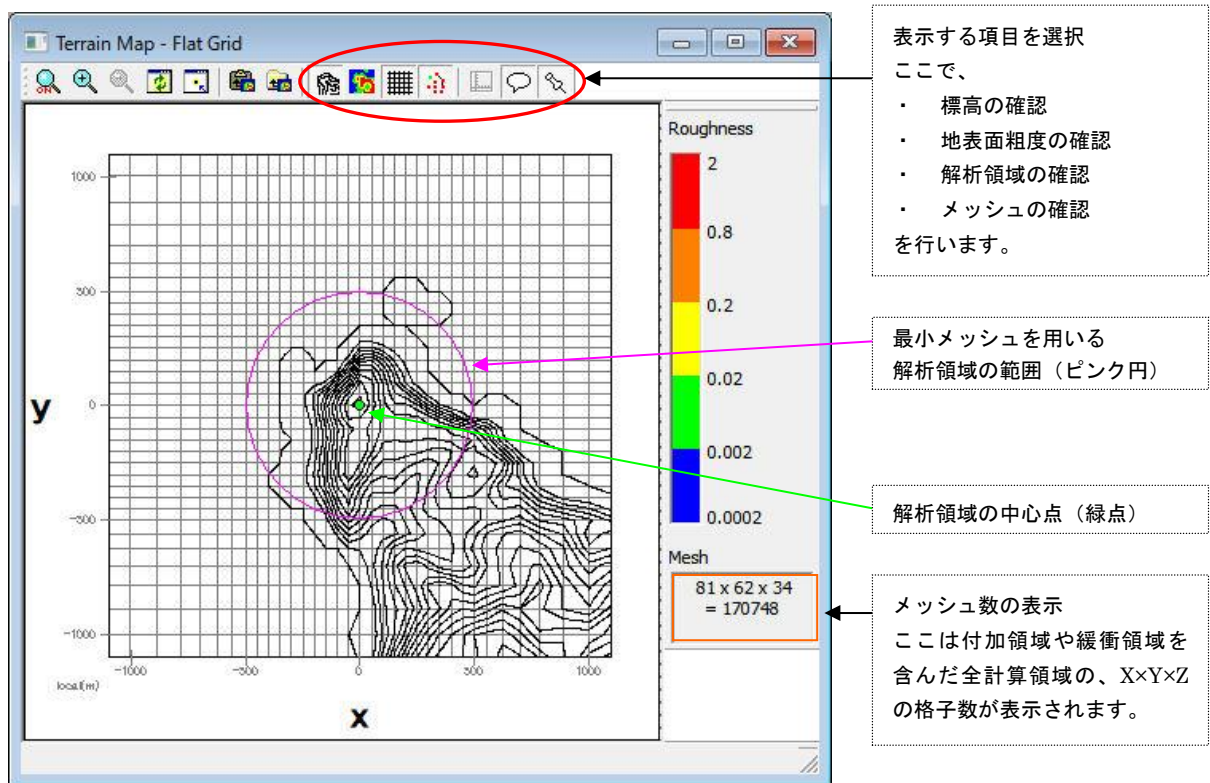 Terrain Map - Flat Grid
ON
Roughness
2
0.8
0.2
0.02
0.002
0.0002
Mesh
81 x 62 x 34
= 170748
1000
500
y
0
-500
-1000
-1000
-500
0
500
1000
local(m)
x
表示する項目を選択
ここで、
・ 標高の確認
・ 地表面粗度の確認
・ 解析領域の確認
・ メッシュの確認
を行います。
最小メッシュを用いる
解析領域の範囲（ピンク円）
解析領域の中心点（緑点）
メッシュ数の表示
ここは付加領域や緩衝領域を
含んだ全計算領域の、X×Y×Z
の格子数が表示されます。